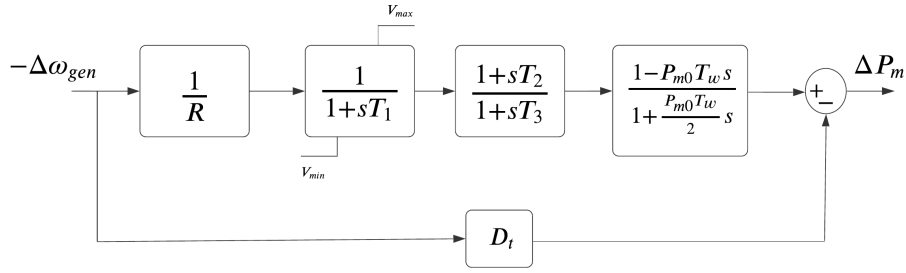 V_max
−Δω_gen
1/R
1/(1+sT_1)
(1+sT_2)/(1+sT_3)
(1−P_m0 T_w s)/(1+(P_m0 T_w/2) s)
+
−
ΔP_m
V_min
D_t